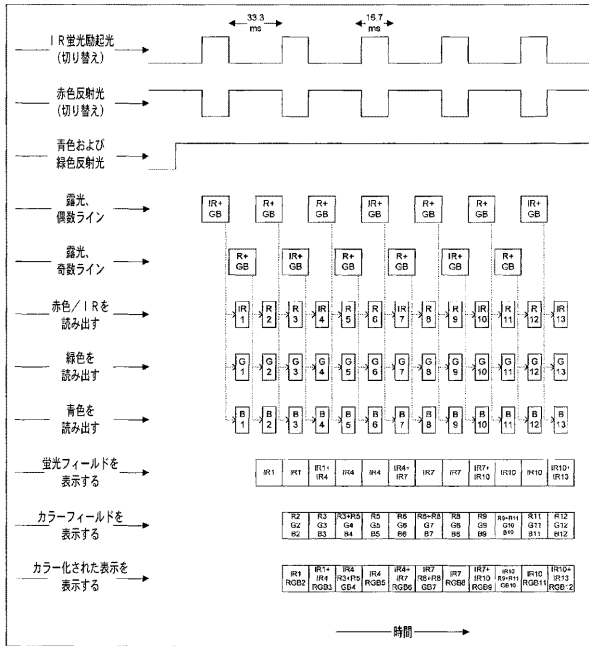 33.3
ms
16.7
ms
IR蛍光励起光
(切り替え)
赤色反射光
(切り替え)
青色および
緑色反射光
露光、
偶数ライン
IR+
GB
R+
GB
R+
GB
IR+
GB
R+
GB
R+
GB
IR+
GB
露光、
奇数ライン
R+
GB
IR+
GB
R+
GB
R+
GB
IR+
GB
R+
GB
赤色/IRを
読み出す
IR
1
R
2
R
3
IR
4
R
5
R
6
IR
7
R
8
R
9
IR
10
R
11
R
12
IR
13
緑色を
読み出す
G
1
G
2
G
3
G
4
G
5
G
6
G
7
G
8
G
9
G
10
G
11
G
12
G
13
青色を
読み出す
B
1
B
2
B
3
B
4
B
5
B
6
B
7
B
8
B
9
B
10
B
11
B
12
B
13
蛍光フィールドを
表示する
IR1
IR1
IR1+
IR4
IR4
IR4
IR4+
IR7
IR7
IR7
IR7+
IR10
IR10
IR10
IR10+
IR13
カラーフィールドを
表示する
R2
G2
B2
R3
G3
B3
R3+R5
G4
B4
R5
G5
B5
R6
G6
B6
R6+R8
G7
B7
R8
G8
B8
R9
G9
B9
R9+R11
G10
B10
R11
G11
B11
R12
G12
B12
カラー化された表示を
表示する
IR1
RGB2
IR1+
IR4
RGB3
IR4
R3+R5
GB4
IR4
RGB5
IR4+
IR7
RGB6
IR7
R6+R8
GB7
IR7
RGB8
IR7+
IR10
RGB9
IR10
R9+R11
GB10
IR10
RGB11
IR10+
IR13
RGB12
時間